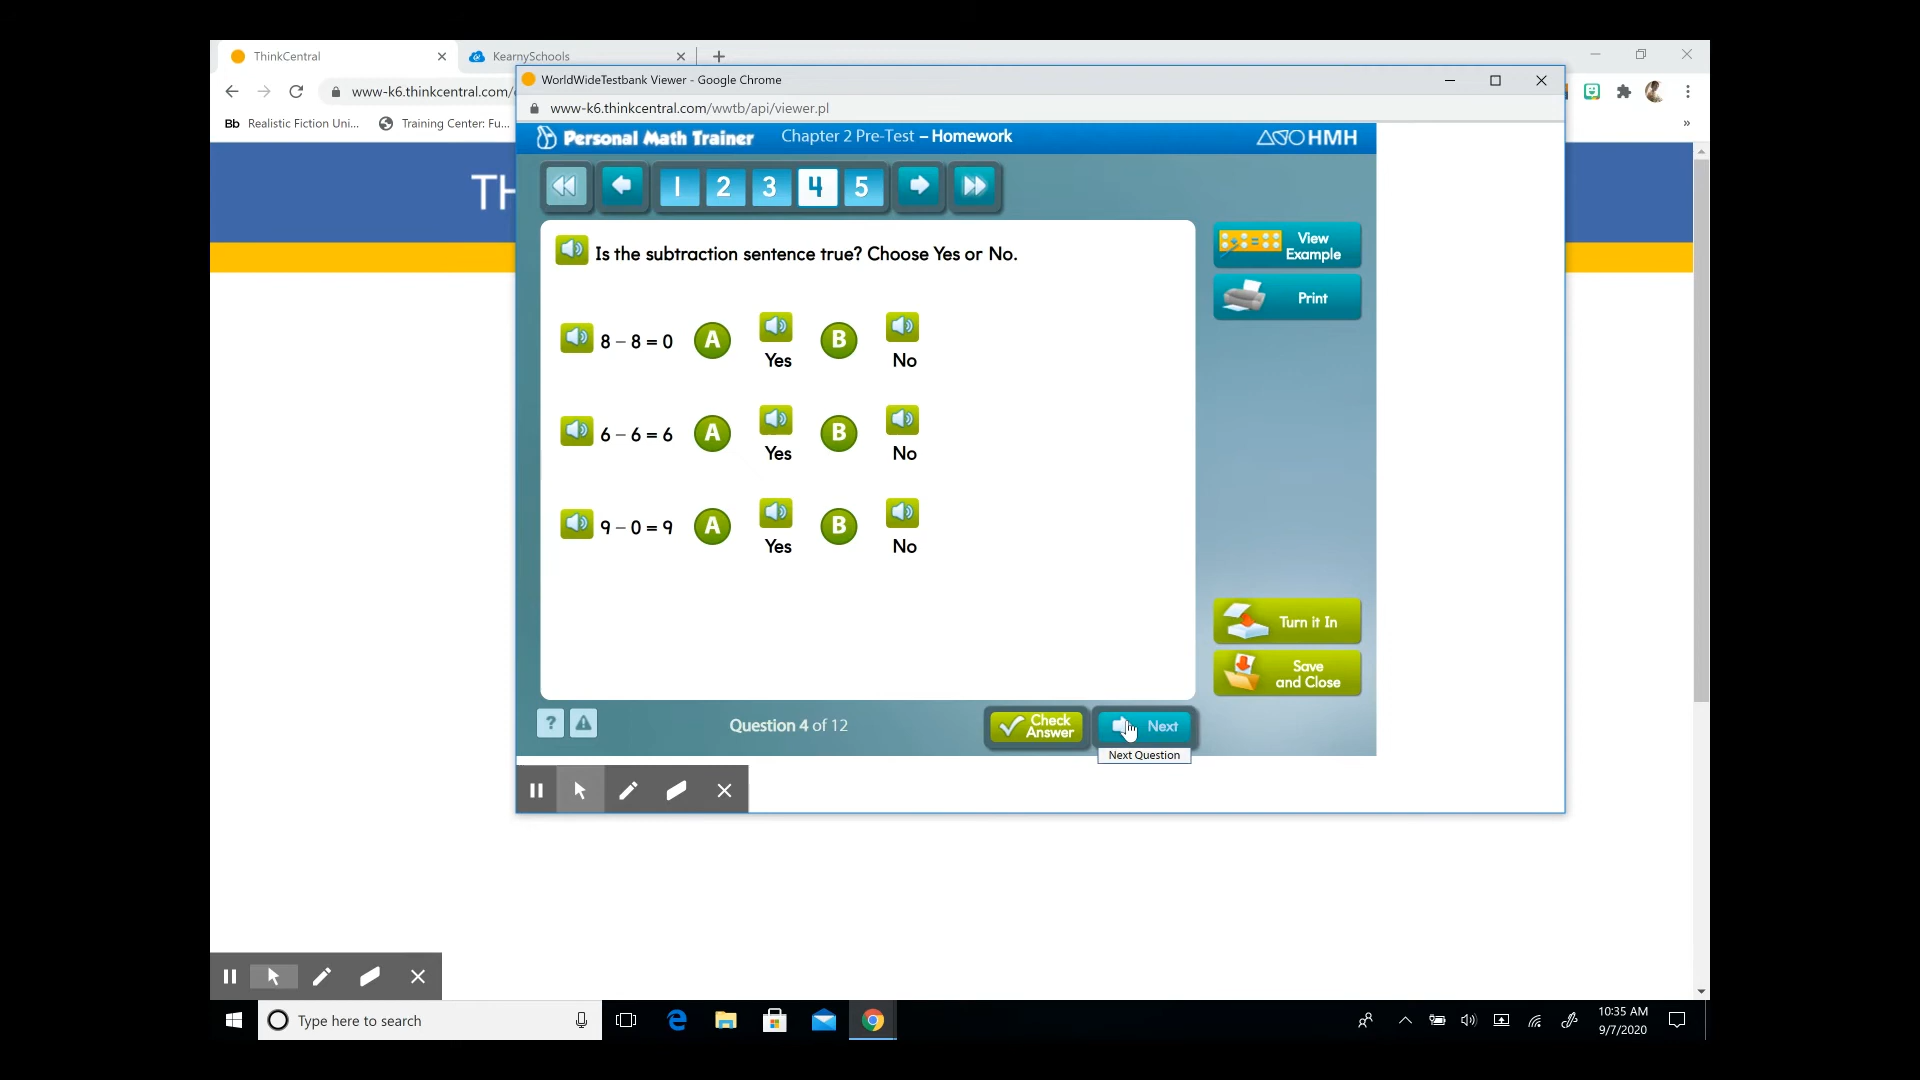 ThinkCentral
KearnySchools
WorldWideTestbank Viewer - Google Chrome
www-k6.thinkcentral.com/
www-k6.thinkcentral.com/wwtb/api/viewer.pl
Bb Realistic Fiction Uni...
Training Center: Fu...
»
Personal Math Trainer
Chapter 2 Pre-Test – Homework
HMH
TH
1 2 3 4 5
Is the subtraction sentence true? Choose Yes or No.
View
Example
Print
8 – 8 = 0 A Yes B No
6 – 6 = 6 A Yes B No
9 – 0 = 9 A Yes B No
Turn it In
Save
and Close
?
Question 4 of 12
Check
Answer
Next
Next Question
Type here to search
10:35 AM
9/7/2020